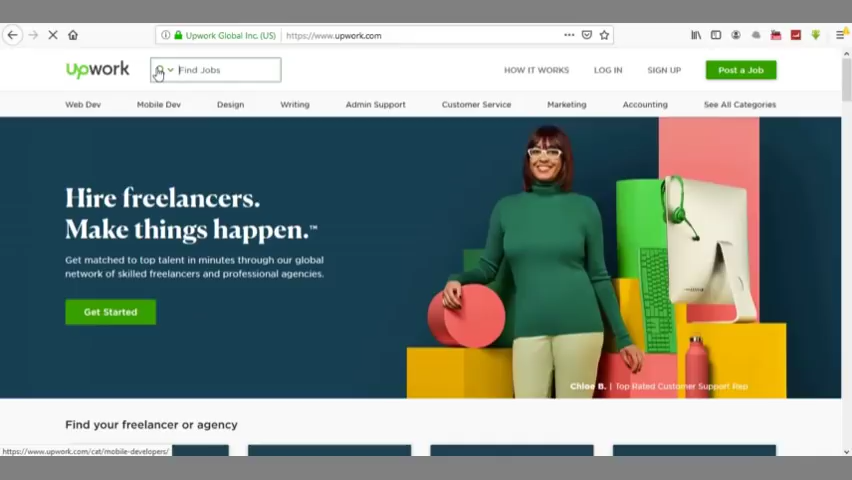 Upwork Global Inc. (US) https://www.upwork.com
Upwork Find Jobs HOW IT WORKS LOG IN SIGN UP Post a Job
Web Dev Mobile Dev Design Writing Admin Support Customer Service Marketing Accounting See All Categories
Hire freelancers.
Make things happen.™
Get matched to top talent in minutes through our global
network of skilled freelancers and professional agencies.
Get Started
Chloe B. | Top Rated Customer Support Rep
Find your freelancer or agency
https://www.upwork.com/cat/mobile-developers/